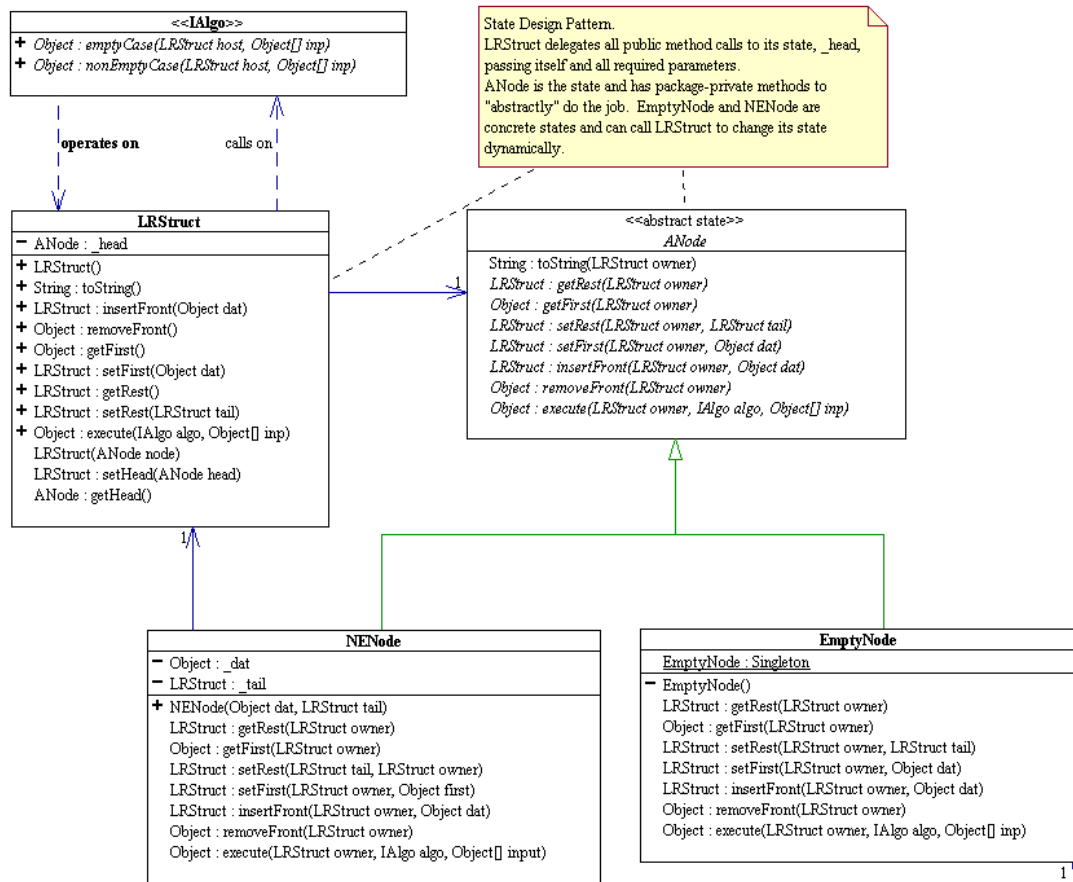 <<IAlgo>>
+ Object : emptyCase(LRStruct host, Object[] inp)
+ Object : nonEmptyCase(LRStruct host, Object[] inp)
State Design Pattern.
LRStruct delegates all public method calls to its state, _head,
passing itself and all required parameters.
ANode is the state and has package-private methods to
"abstractly" do the job.  EmptyNode and NENode are
concrete states and can call LRStruct to change its state
dynamically.
operates on
calls on
LRStruct
− ANode : _head
+ LRStruct()
+ String : toString()
+ LRStruct : insertFront(Object dat)
+ Object : removeFront()
+ Object : getFirst()
+ LRStruct : setFirst(Object dat)
+ LRStruct : getRest()
+ LRStruct : setRest(LRStruct tail)
+ Object : execute(IAlgo algo, Object[] inp)
LRStruct(ANode node)
LRStruct : setHead(ANode head)
ANode : getHead()
1
<<abstract state>>
ANode
String : toString(LRStruct owner)
LRStruct : getRest(LRStruct owner)
Object : getFirst(LRStruct owner)
LRStruct : setRest(LRStruct owner, LRStruct tail)
LRStruct : setFirst(LRStruct owner, Object dat)
LRStruct : insertFront(LRStruct owner, Object dat)
Object : removeFront(LRStruct owner)
Object : execute(LRStruct owner, IAlgo algo, Object[] inp)
1
NENode
− Object : _dat
− LRStruct : _tail
+ NENode(Object dat, LRStruct tail)
LRStruct : getRest(LRStruct owner)
Object : getFirst(LRStruct owner)
LRStruct : setRest(LRStruct tail, LRStruct owner)
LRStruct : setFirst(LRStruct owner, Object first)
LRStruct : insertFront(LRStruct owner, Object dat)
Object : removeFront(LRStruct owner)
Object : execute(LRStruct owner, IAlgo algo, Object[] input)
EmptyNode
EmptyNode : Singleton
− EmptyNode()
LRStruct : getRest(LRStruct owner)
Object : getFirst(LRStruct owner)
LRStruct : setRest(LRStruct owner, LRStruct tail)
LRStruct : setFirst(LRStruct owner, Object dat)
LRStruct : insertFront(LRStruct owner, Object dat)
Object : removeFront(LRStruct owner)
Object : execute(LRStruct owner, IAlgo algo, Object[] inp)
1